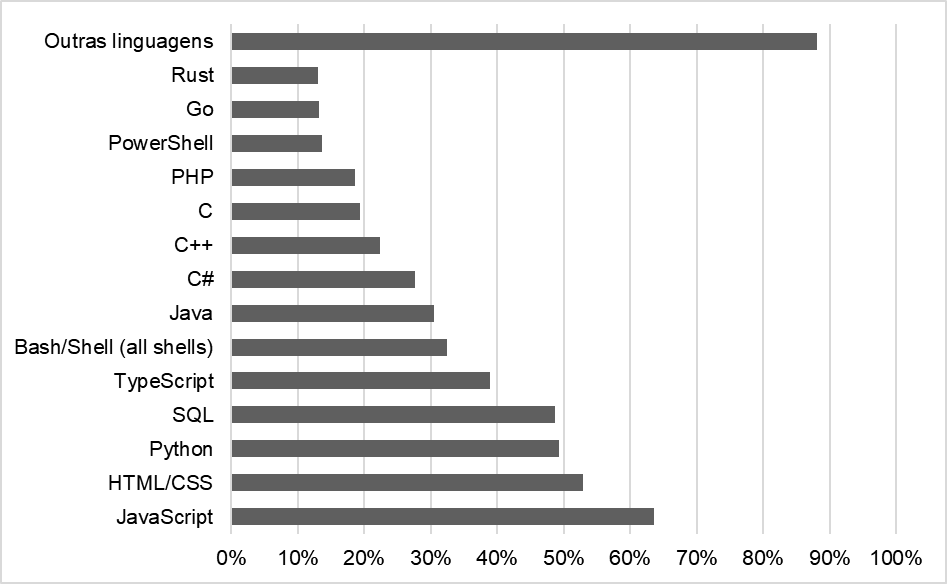 Outras linguagens
Rust
Go
PowerShell
PHP
C
C++
C#
Java
Bash/Shell (all shells)
TypeScript
SQL
Python
HTML/CSS
JavaScript
0% 10% 20% 30% 40% 50% 60% 70% 80% 90% 100%